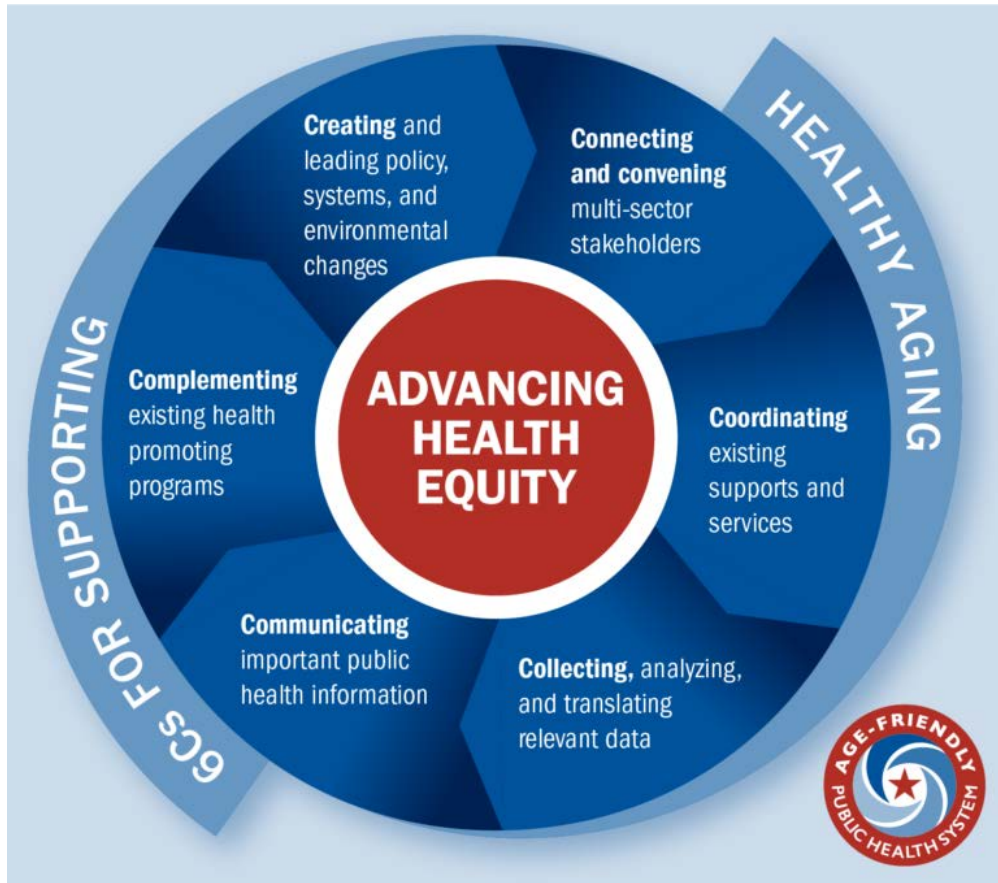 6Cs FOR SUPPORTING
HEALTHY AGING
Creating and
leading policy,
systems, and
environmental
changes
Connecting
and convening
multi-sector
stakeholders
Coordinating
existing
supports and
services
Collecting, analyzing,
and translating
relevant data
Communicating
important public
health information
Complementing
existing health
promoting
programs
ADVANCING
HEALTH
EQUITY
AGE-FRIENDLY
PUBLIC HEALTH SYSTEM